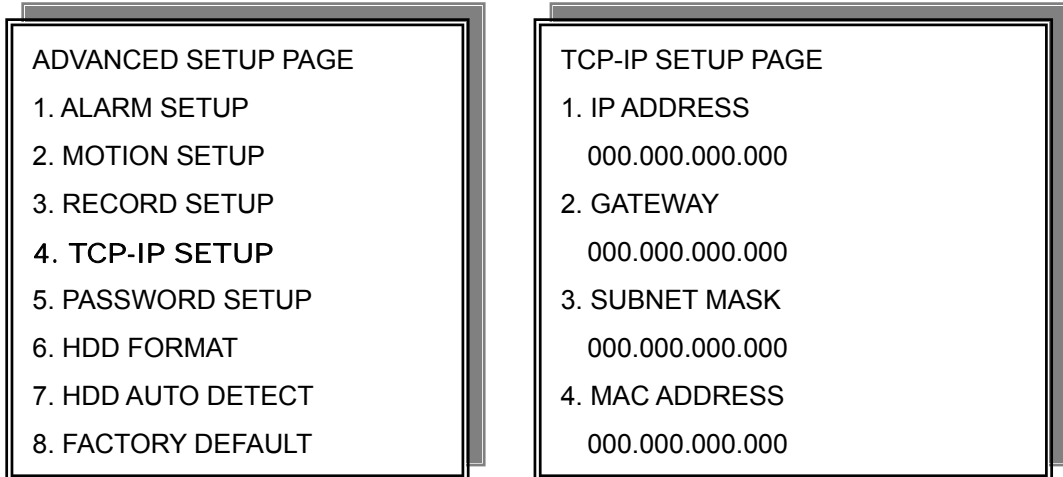 ADVANCED SETUP PAGE
1. ALARM SETUP
2. MOTION SETUP
3. RECORD SETUP
4. TCP-IP SETUP
5. PASSWORD SETUP
6. HDD FORMAT
7. HDD AUTO DETECT
8. FACTORY DEFAULT
TCP-IP SETUP PAGE
1. IP ADDRESS
000.000.000.000
2. GATEWAY
000.000.000.000
3. SUBNET MASK
000.000.000.000
4. MAC ADDRESS
000.000.000.000